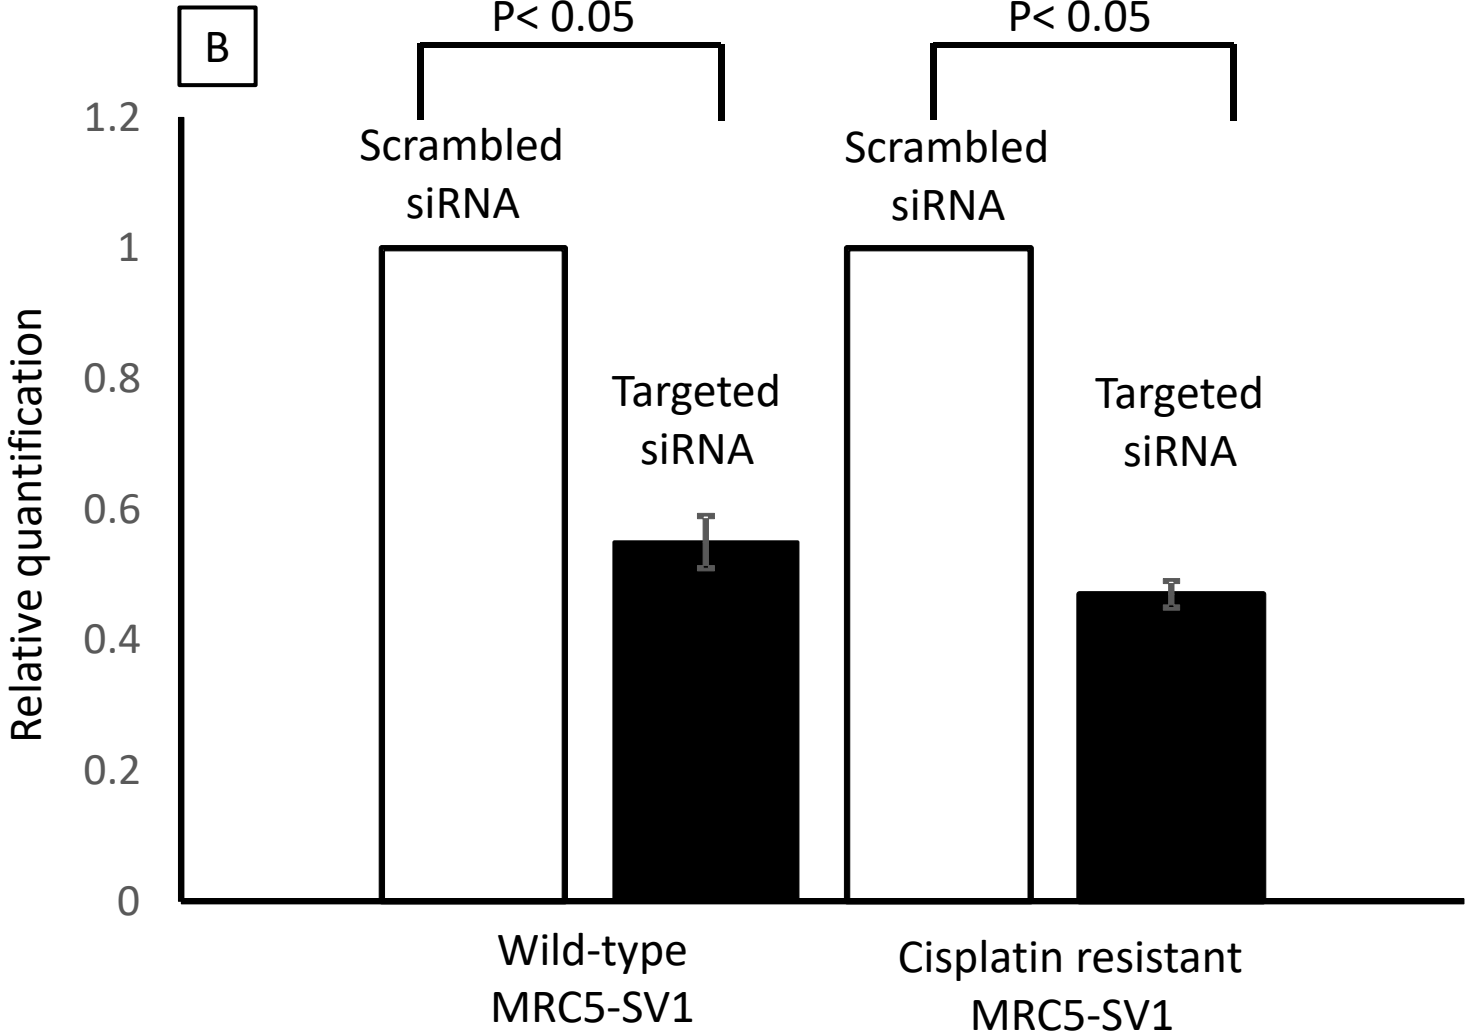 B
P< 0.05
P< 0.05
1.2
1
0.8
0.6
0.4
0.2
0
Relative quantification
Scrambled
siRNA
Targeted
siRNA
Scrambled
siRNA
Targeted
siRNA
Wild-type
MRC5-SV1
Cisplatin resistant
MRC5-SV1